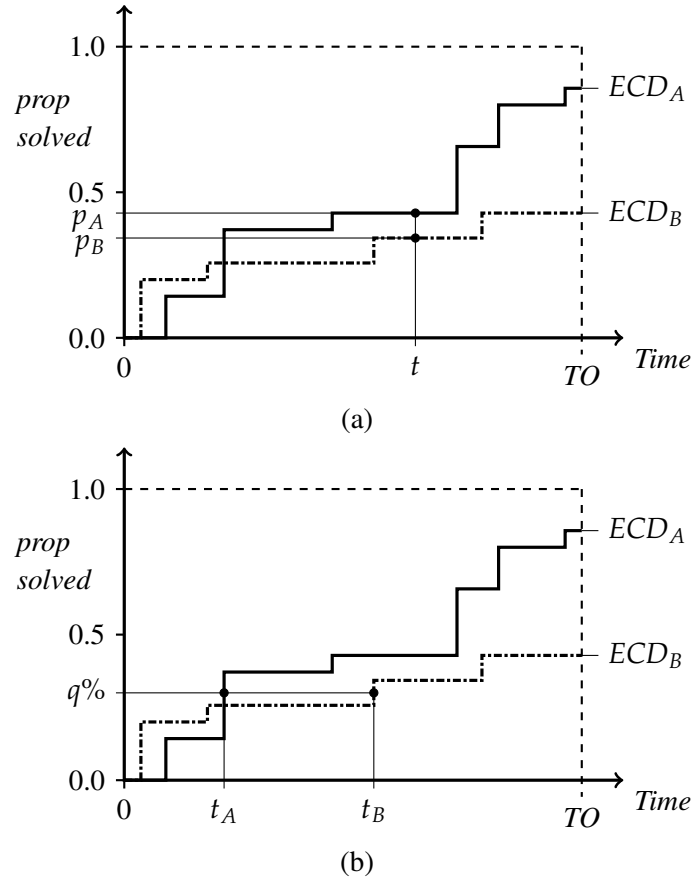 1.0
prop
solved
ECD_A
0.5
p_A
p_B
ECD_B
0.0
0
t
TO
Time
(a)
1.0
prop
solved
ECD_A
0.5
q%
ECD_B
0.0
0
t_A
t_B
TO
Time
(b)